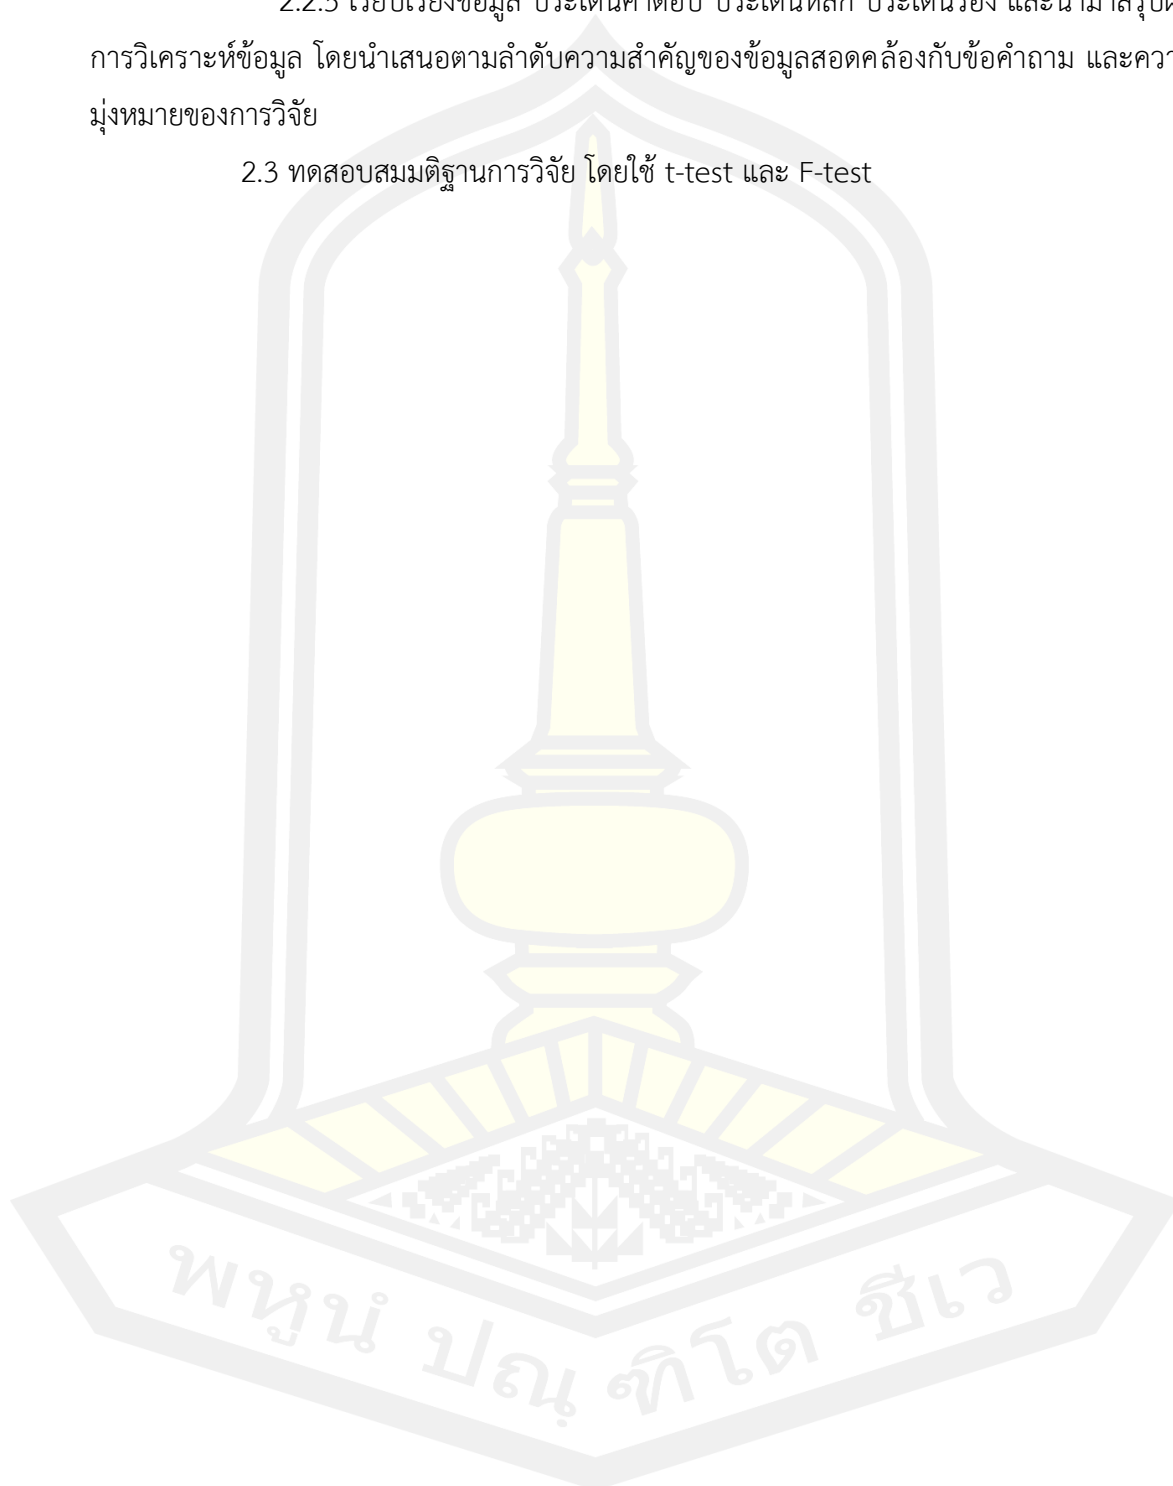 2.2.5 เรียบเรียงข้อมูล ประเด็นคำตอบ ประเด็นหลัก ประเด็นรอง และนำมาสรุปผล
การวิเคราะห์ข้อมูล โดยนำเสนอตามลำดับความสำคัญของข้อมูลสอดคล้องกับข้อคำถาม และความ
มุ่งหมายของการวิจัย
2.3 ทดสอบสมมติฐานการวิจัย โดยใช้ t-test และ F-test
พหูนํ ปณฺฑิโต ชีเว